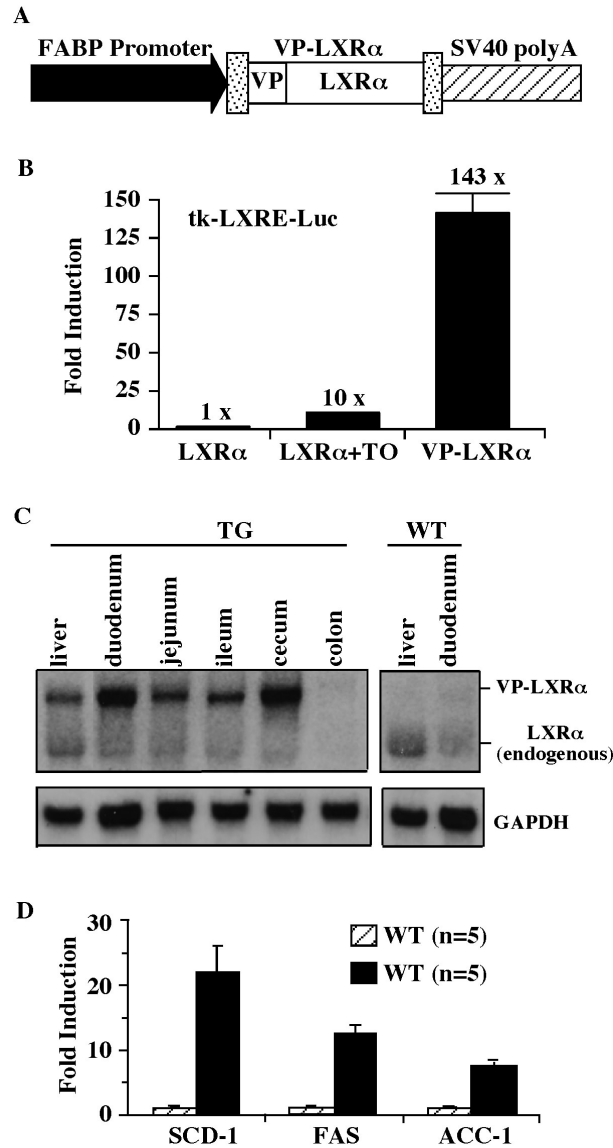 A
FABP Promoter VP-LXRα SV40 polyA
VP LXRα
B
150
125
100
75
50
25
0
Fold Induction
tk-LXRE-Luc
1 x
10 x
143 x
LXRα LXRα+TO VP-LXRα
C
TG WT
liver duodenum jejunum ileum cecum colon liver duodenum
VP-LXRα
LXRα
(endogenous)
GAPDH
D
30
20
10
0
Fold Induction
WT (n=5)
WT (n=5)
SCD-1 FAS ACC-1